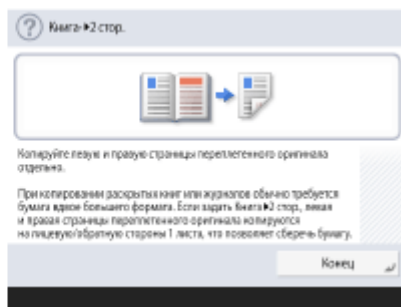 Книга►2 стор.
Копируйте левую и правую страницы переплетенного оригинала
отдельно.
При копировании раскрытых книг или журналов обычно требуется
бумага вдвое большего формата. Если задать Книга►2 стор., левая
и правая страницы переплетенного оригинала копируются
на лицевую/обратную стороны 1 листа, что позволяет сберечь бумагу.
Конец